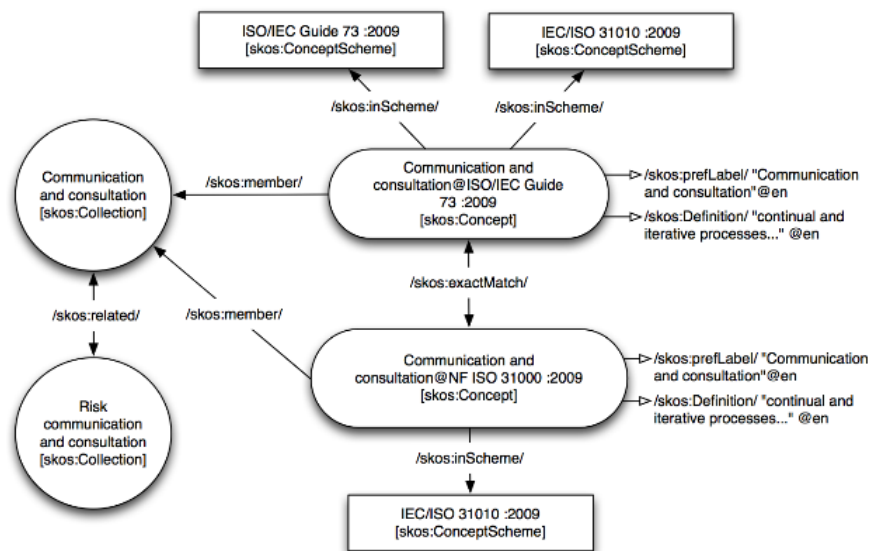 ISO/IEC Guide 73 :2009
[skos:ConceptScheme]
IEC/ISO 31010 :2009
[skos:ConceptScheme]
/skos:inScheme/
/skos:inScheme/
Communication
and consultation
[skos:Collection]
/skos:member/
Communication and
consultation@ISO/IEC Guide
73 :2009
[skos:Concept]
/skos:prefLabel/ "Communication
and consultation"@en
/skos:Definition/ "continual and
iterative processes..." @en
/skos:exactMatch/
/skos:related/
/skos:member/
Communication and
consultation@NF ISO 31000 :2009
[skos:Concept]
/skos:prefLabel/ "Communication
and consultation"@en
/skos:Definition/ "continual and
iterative processes..." @en
Risk
communication
and consultation
[skos:Collection]
/skos:inScheme/
IEC/ISO 31010 :2009
[skos:ConceptScheme]